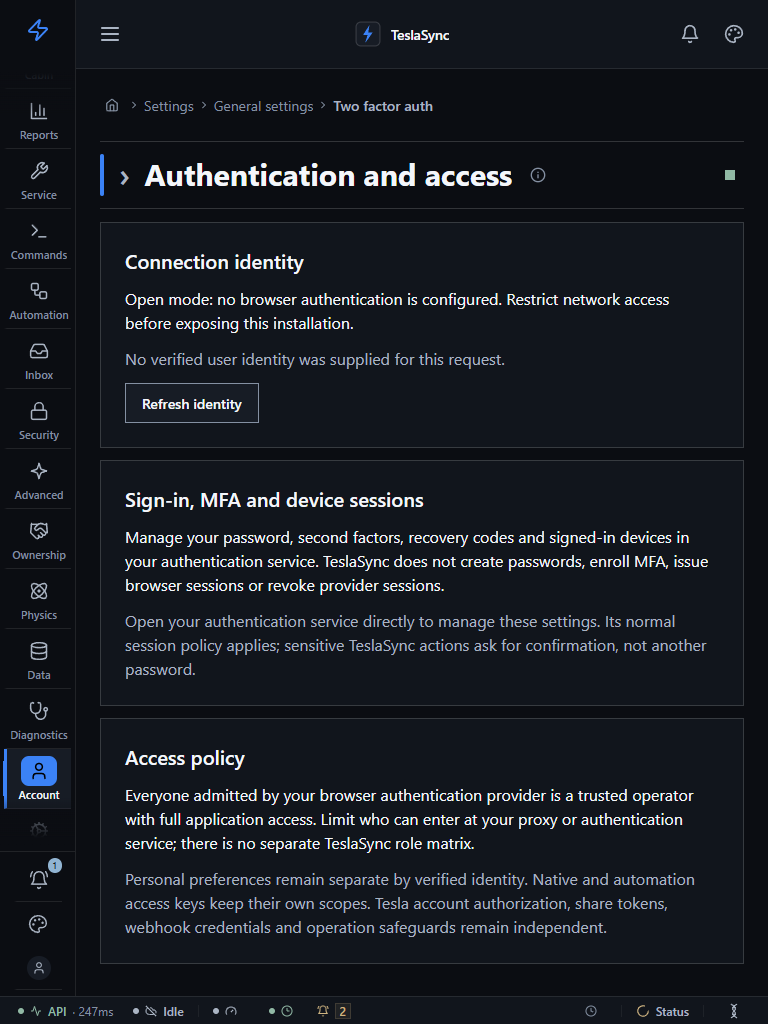 TeslaSync
Settings
General settings
Two factor auth
Authentication and access
Reports
Service
Commands
Automation
Inbox
Security
Advanced
Ownership
Physics
Data
Diagnostics
Account
1
Connection identity
Open mode: no browser authentication is configured. Restrict network access
before exposing this installation.
No verified user identity was supplied for this request.
Refresh identity
Sign-in, MFA and device sessions
Manage your password, second factors, recovery codes and signed-in devices in
your authentication service. TeslaSync does not create passwords, enroll MFA, issue
browser sessions or revoke provider sessions.
Open your authentication service directly to manage these settings. Its normal
session policy applies; sensitive TeslaSync actions ask for confirmation, not another
password.
Access policy
Everyone admitted by your browser authentication provider is a trusted operator
with full application access. Limit who can enter at your proxy or authentication
service; there is no separate TeslaSync role matrix.
Personal preferences remain separate by verified identity. Native and automation
access keys keep their own scopes. Tesla account authorization, share tokens,
webhook credentials and operation safeguards remain independent.
API · 247ms
Idle
2
Status